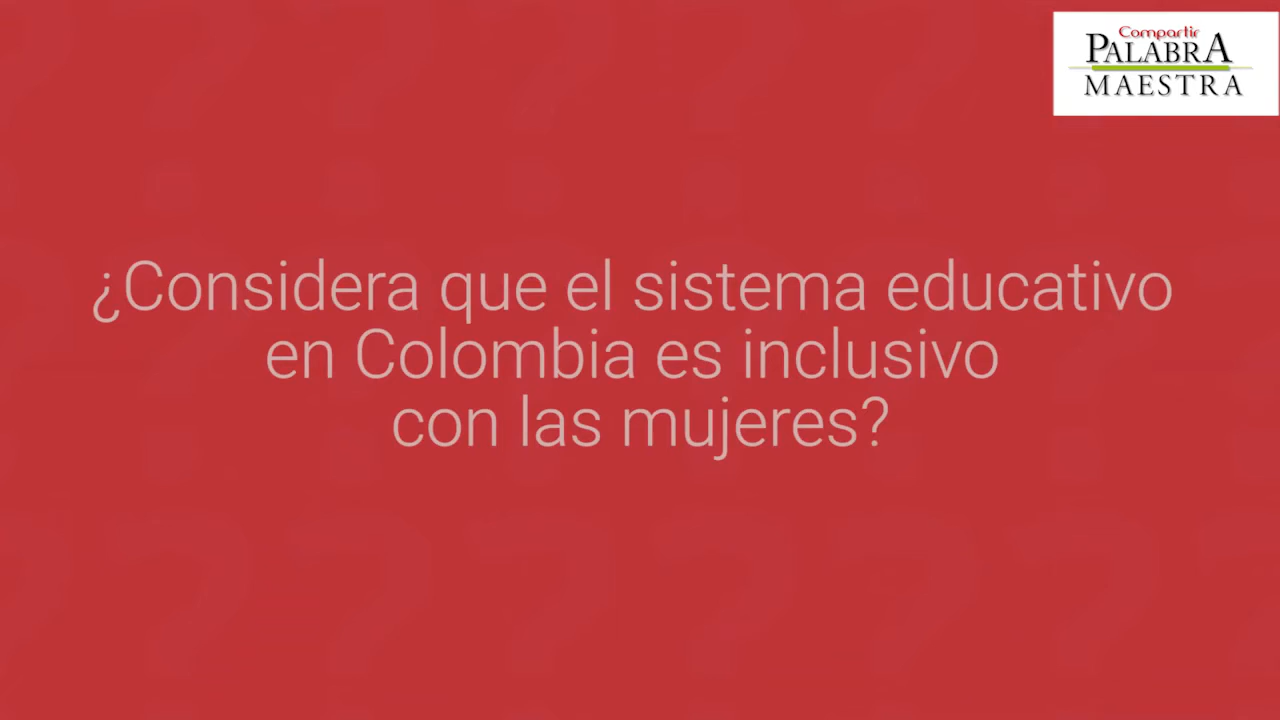 Compartir
PALABRA
MAESTRA
¿Considera que el sistema educativo
en Colombia es inclusivo
con las mujeres?